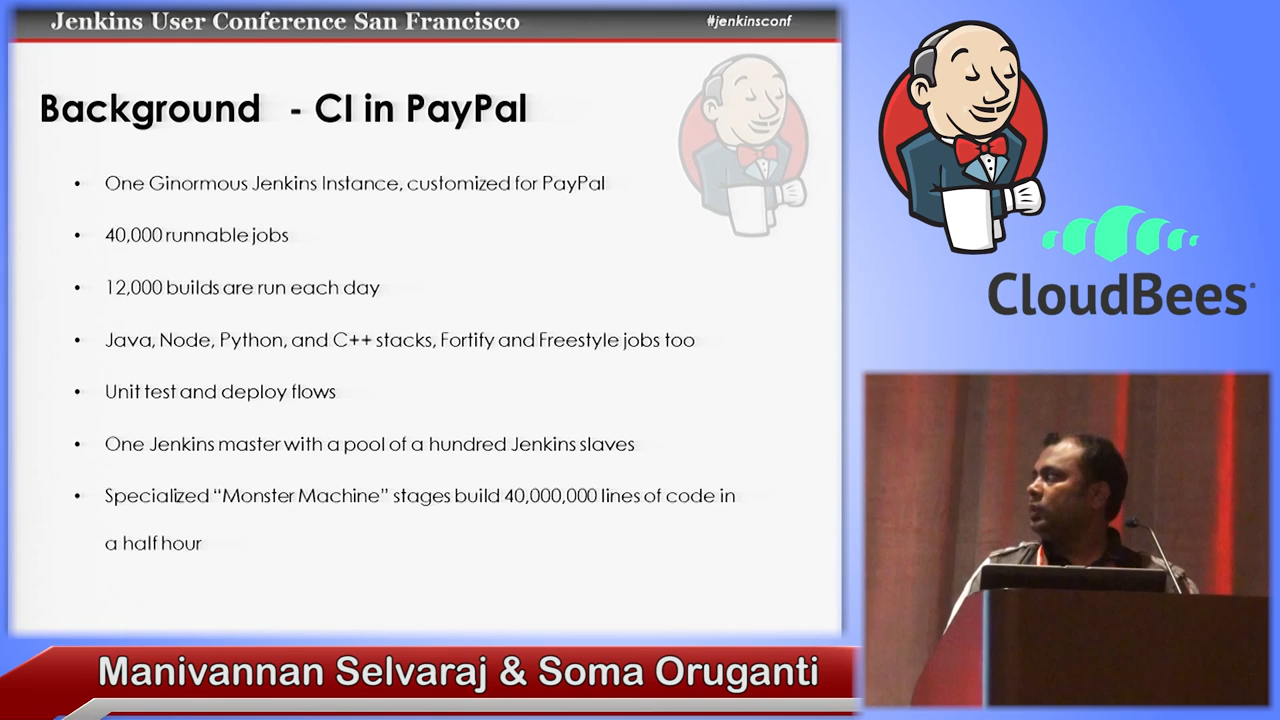 Jenkins User Conference San Francisco
#jenkinsconf
Background - CI in PayPal
• One Ginormous Jenkins Instance, customized for PayPal
• 40,000 runnable jobs
• 12,000 builds are run each day
• Java, Node, Python, and C++ stacks, Fortify and Freestyle jobs too
• Unit test and deploy flows
• One Jenkins master with a pool of a hundred Jenkins slaves
• Specialized “Monster Machine” stages build 40,000,000 lines of code in
a half hour
CloudBees
Manivannan Selvaraj & Soma Oruganti